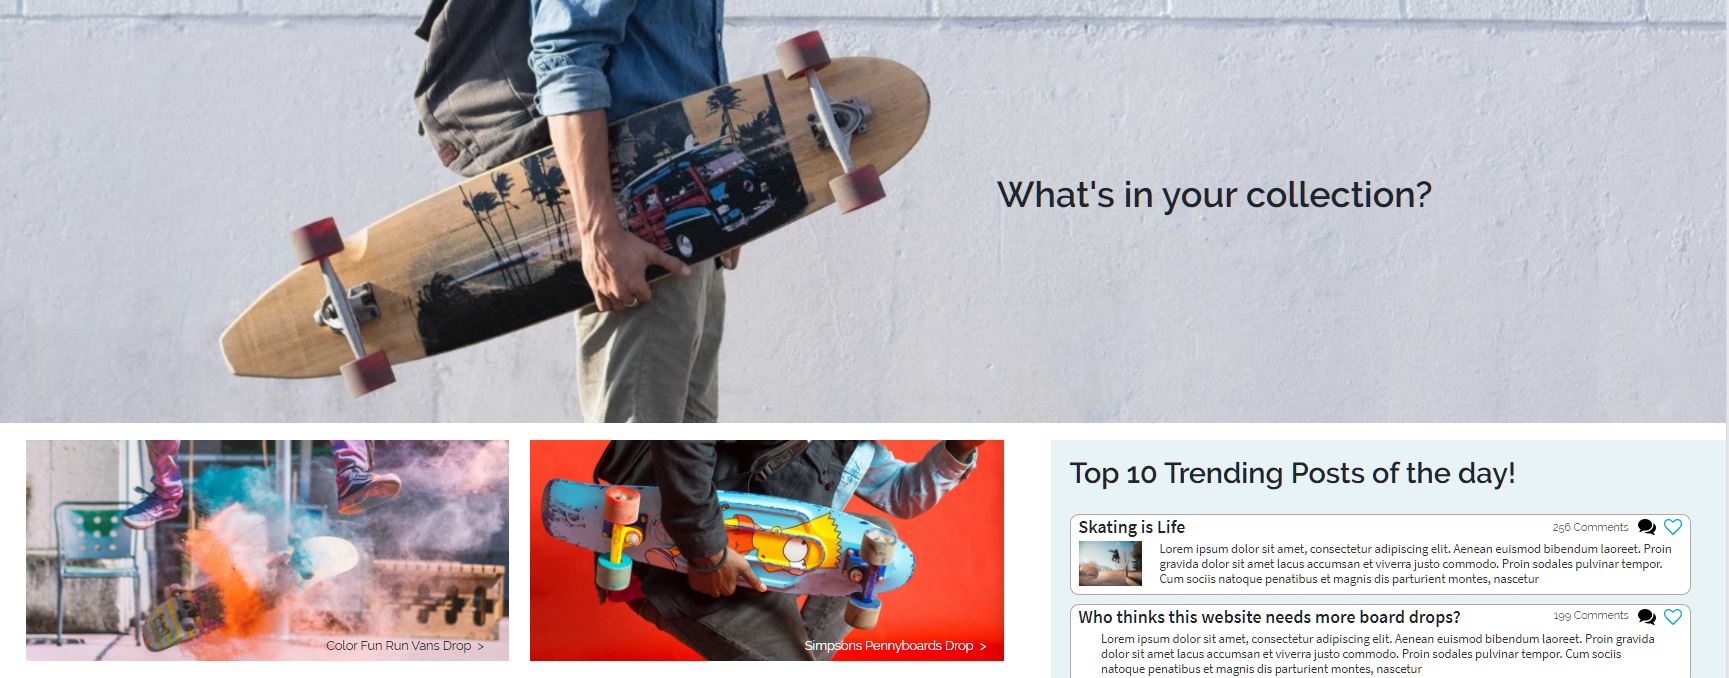 What's in your collection?
Color Fun Run Vans Drop >
Simpsons Pennyboards Drop >
Top 10 Trending Posts of the day!
Skating is Life
256 Comments
Lorem ipsum dolor sit amet, consectetur adipiscing elit. Aenean euismod bibendum laoreet. Proin
gravida dolor sit amet lacus accumsan et viverra justo commodo. Proin sodales pulvinar tempor.
Cum sociis natoque penatibus et magnis dis parturient montes, nascetur
Who thinks this website needs more board drops?
199 Comments
Lorem ipsum dolor sit amet, consectetur adipiscing elit. Aenean euismod bibendum laoreet. Proin gravida
dolor sit amet lacus accumsan et viverra justo commodo. Proin sodales pulvinar tempor. Cum sociis
natoque penatibus et magnis dis parturient montes, nascetur